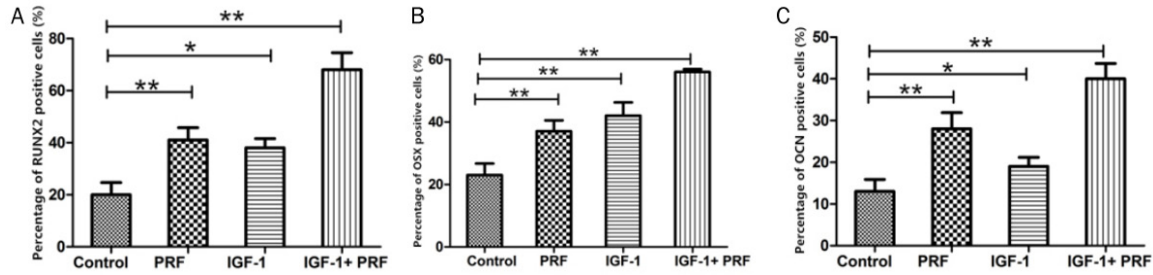 A
Percentage of RUNX2 positive cells (%)
80
60
40
20
0
**
*
**
Control PRF IGF-1 IGF-1+ PRF
B
Percentage of OSX positive cells (%)
60
40
20
0
**
**
**
Control PRF IGF-1 IGF-1+ PRF
C
Percentage of OCN positive cells (%)
50
40
30
20
10
0
**
*
**
Control PRF IGF-1 IGF-1+ PRF